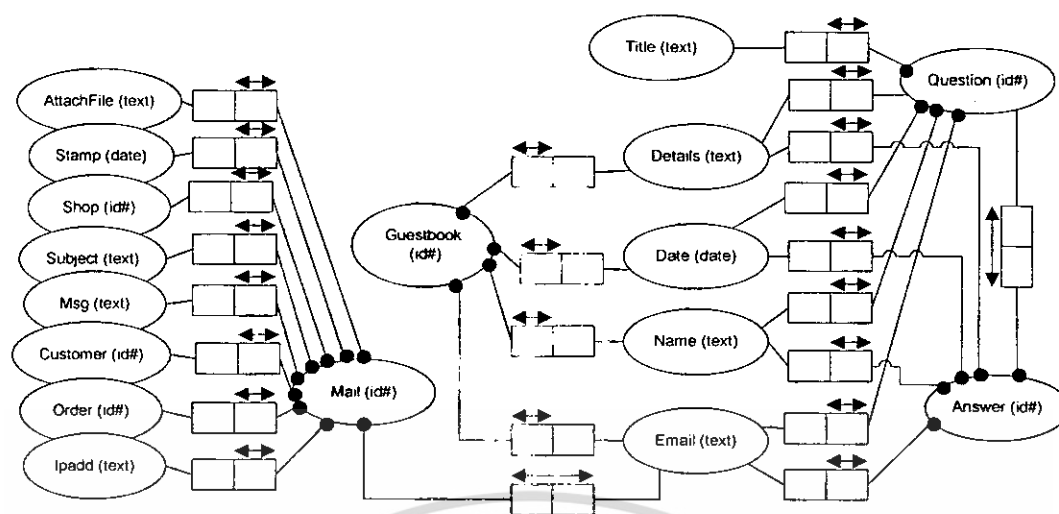 Title (text)
Question (id#)
AttachFile (text)
Stamp (date)
Details (text)
Shop (id#)
Guestbook
(id#)
Subject (text)
Date (date)
Msg (text)
Name (text)
Customer (id#)
Mail (id#)
Order (id#)
Answer (id#)
Email (text)
Ipadd (text)